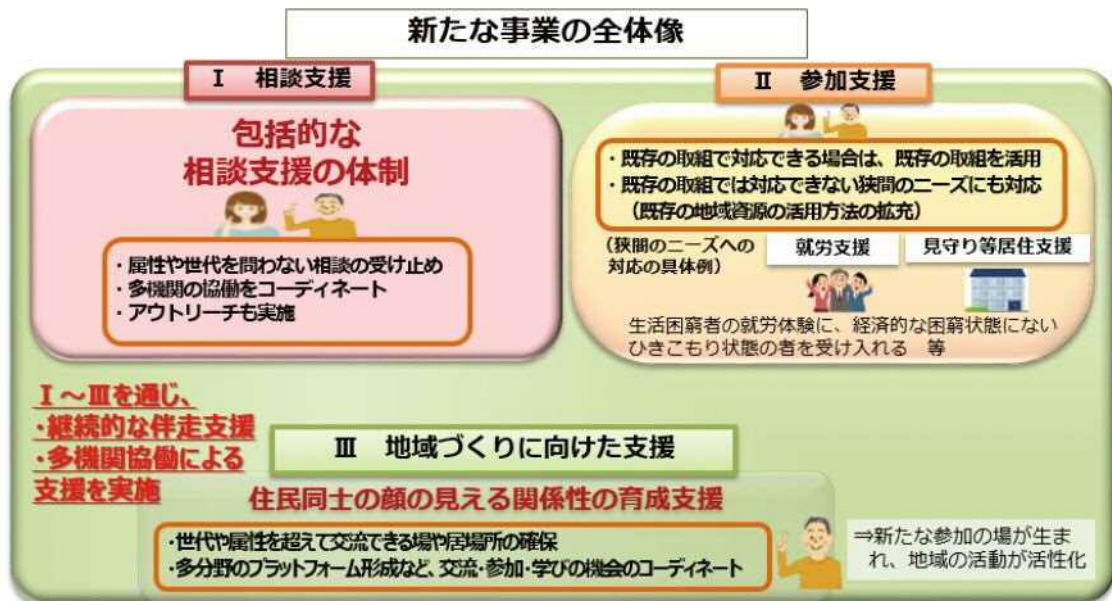 新たな事業の全体像
Ⅰ 相談支援
包括的な
相談支援の体制
・属性や世代を問わない相談の受け止め
・多機関の協働をコーディネート
・アウトリーチも実施
Ⅱ 参加支援
・既存の取組で対応できる場合は、既存の取組を活用
・既存の取組では対応できない狭間のニーズにも対応
（既存の地域資源の活用方法の拡充）
（狭間のニーズへの
対応の具体例）
就労支援
見守り等居住支援
生活困窮者の就労体験に、経済的な困窮状態にない
ひきこもり状態の者を受け入れる 等
Ⅰ～Ⅲを通じ、
・継続的な伴走支援
・多機関協働による
支援を実施
Ⅲ 地域づくりに向けた支援
住民同士の顔の見える関係性の育成支援
・世代や属性を超えて交流できる場や居場所の確保
・多分野のプラットフォーム形成など、交流・参加・学びの機会のコーディネート
⇒新たな参加の場が生ま
れ、地域の活動が活性化